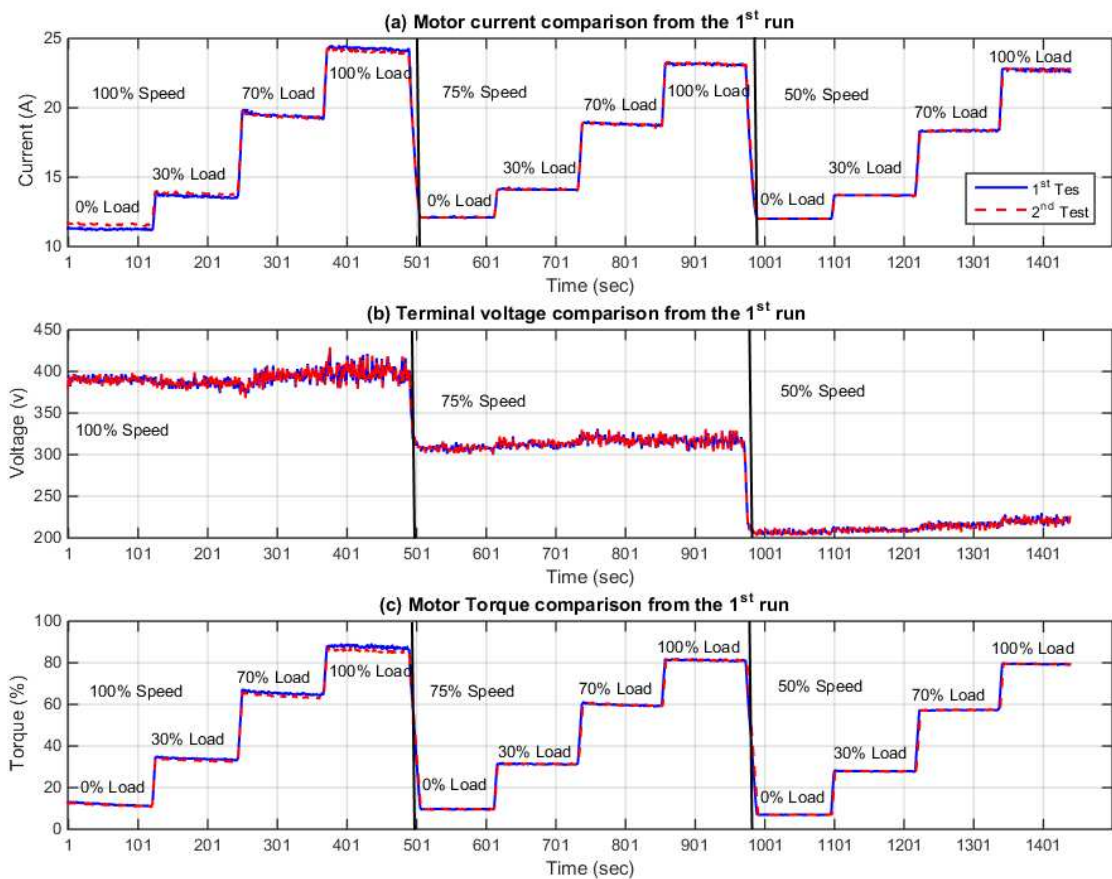 (a) Motor current comparison from the 1st run
Current (A)
25
20
15
10
100% Speed
75% Speed
50% Speed
0% Load
30% Load
70% Load
100% Load
0% Load
30% Load
70% Load
100% Load
0% Load
30% Load
70% Load
100% Load
1st Tes
2nd Test
1 101 201 301 401 501 601 701 801 901 1001 1101 1201 1301 1401
Time (sec)
(b) Terminal voltage comparison from the 1st run
Voltage (v)
450
400
350
300
250
200
100% Speed
75% Speed
50% Speed
1 101 201 301 401 501 601 701 801 901 1001 1101 1201 1301 1401
Time (sec)
(c) Motor Torque comparison from the 1st run
Torque (%)
100
80
60
40
20
0
100% Speed
75% Speed
50% Speed
0% Load
30% Load
70% Load
100% Load
0% Load
30% Load
70% Load
100% Load
0% Load
30% Load
70% Load
100% Load
1 101 201 301 401 501 601 701 801 901 1001 1101 1201 1301 1401
Time (sec)